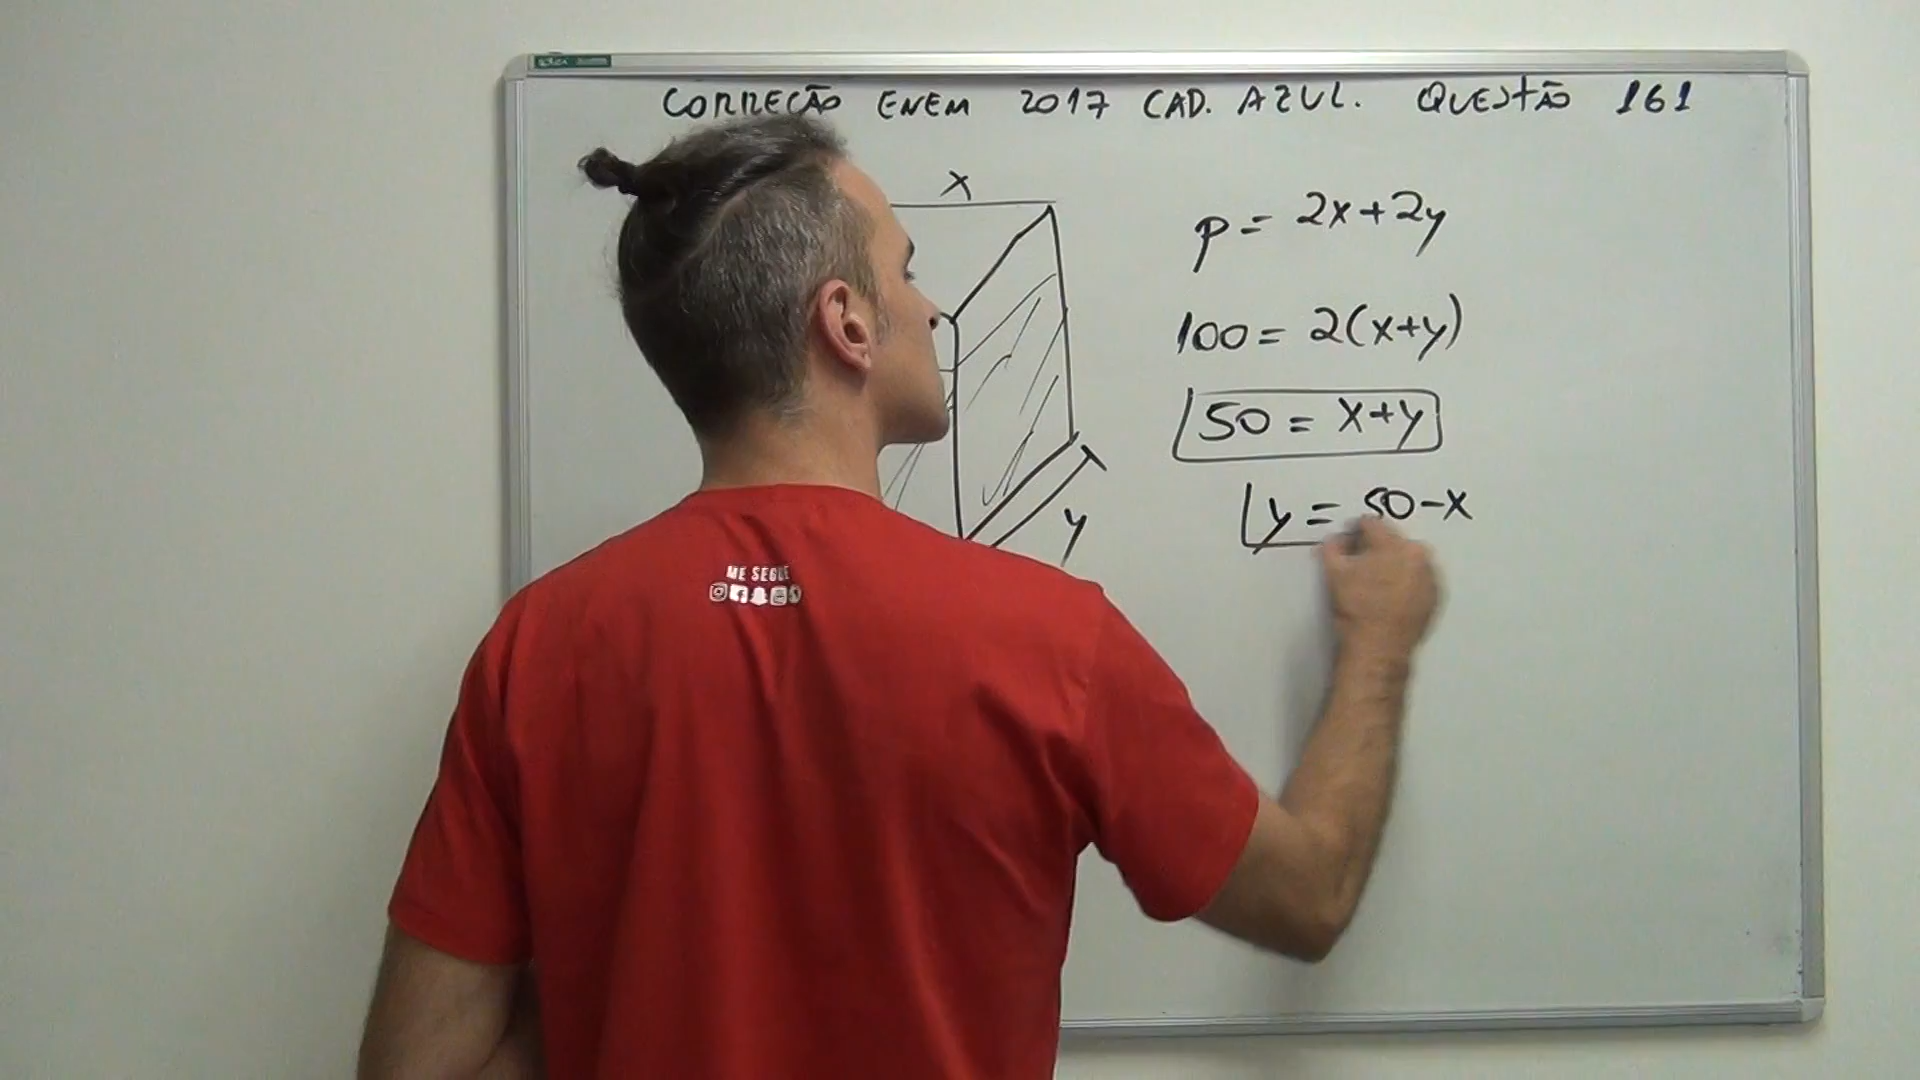 CORREÇÃO ENEM 2017 CAD. AZUL. QUESTÃO 161
x
p = 2x+2y
100 = 2(x+y)
50 = x+y
y = 50-x
y
ME SEGUE